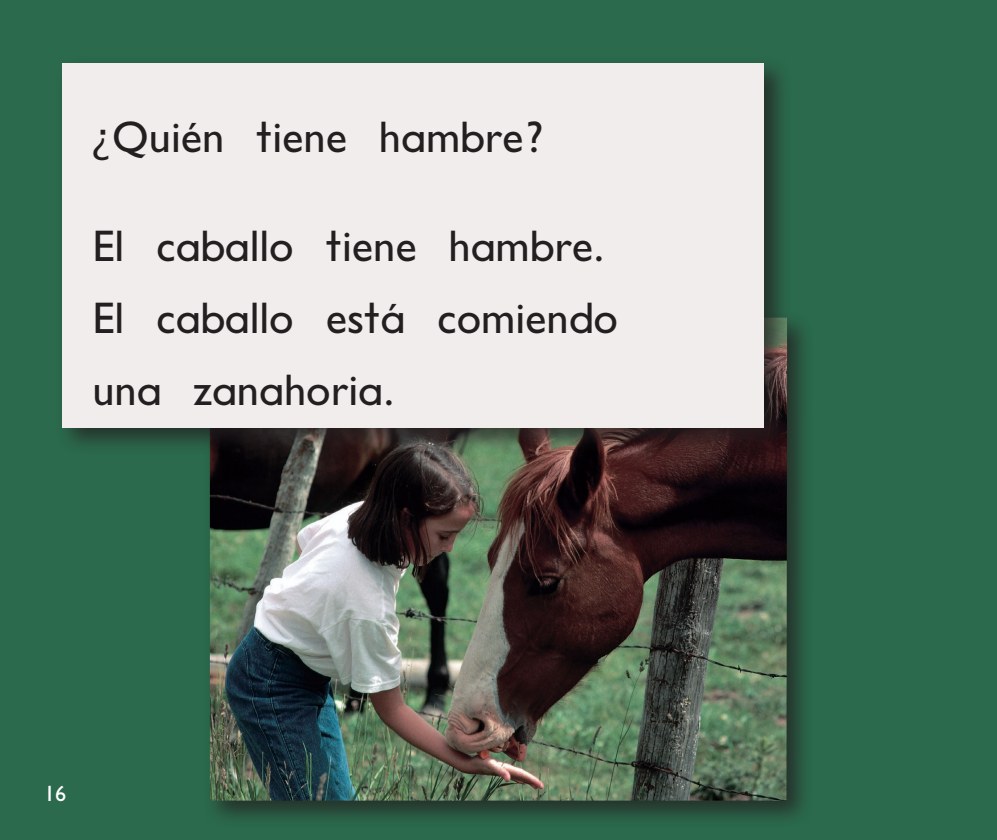 ¿Quién tiene hambre?
El caballo tiene hambre.
El caballo está comiendo
una zanahoria.
16